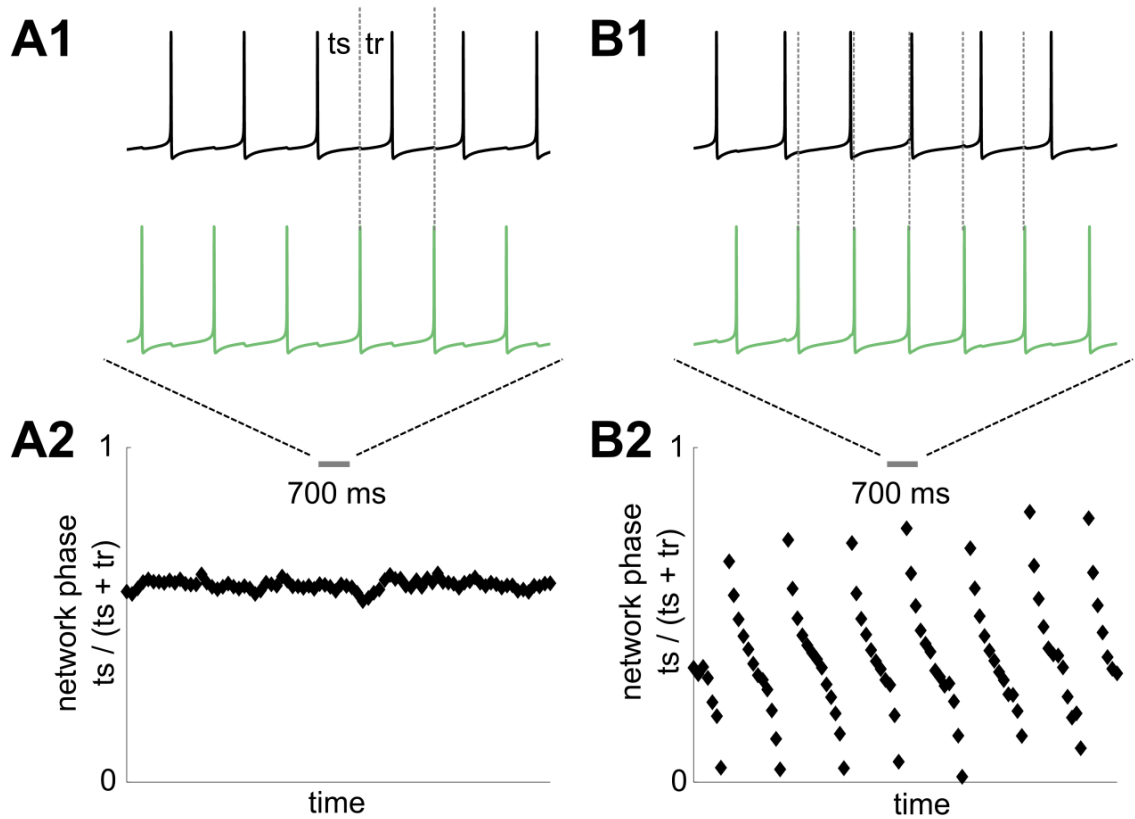 A1
ts tr
B1
A2
1
700 ms
network phase
ts / (ts + tr)
0
time
B2
1
700 ms
network phase
ts / (ts + tr)
0
time